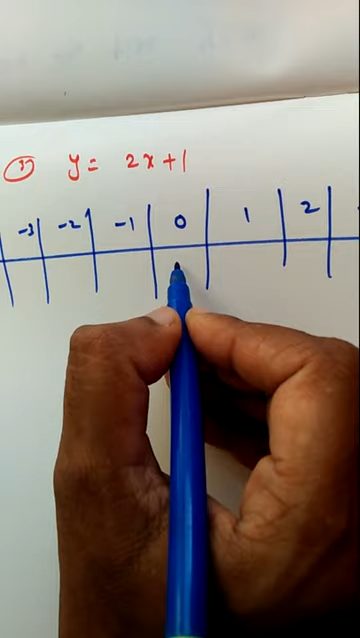 ③ y = 2x+1
-3 | -2 | -1 | 0 | 1 | 2